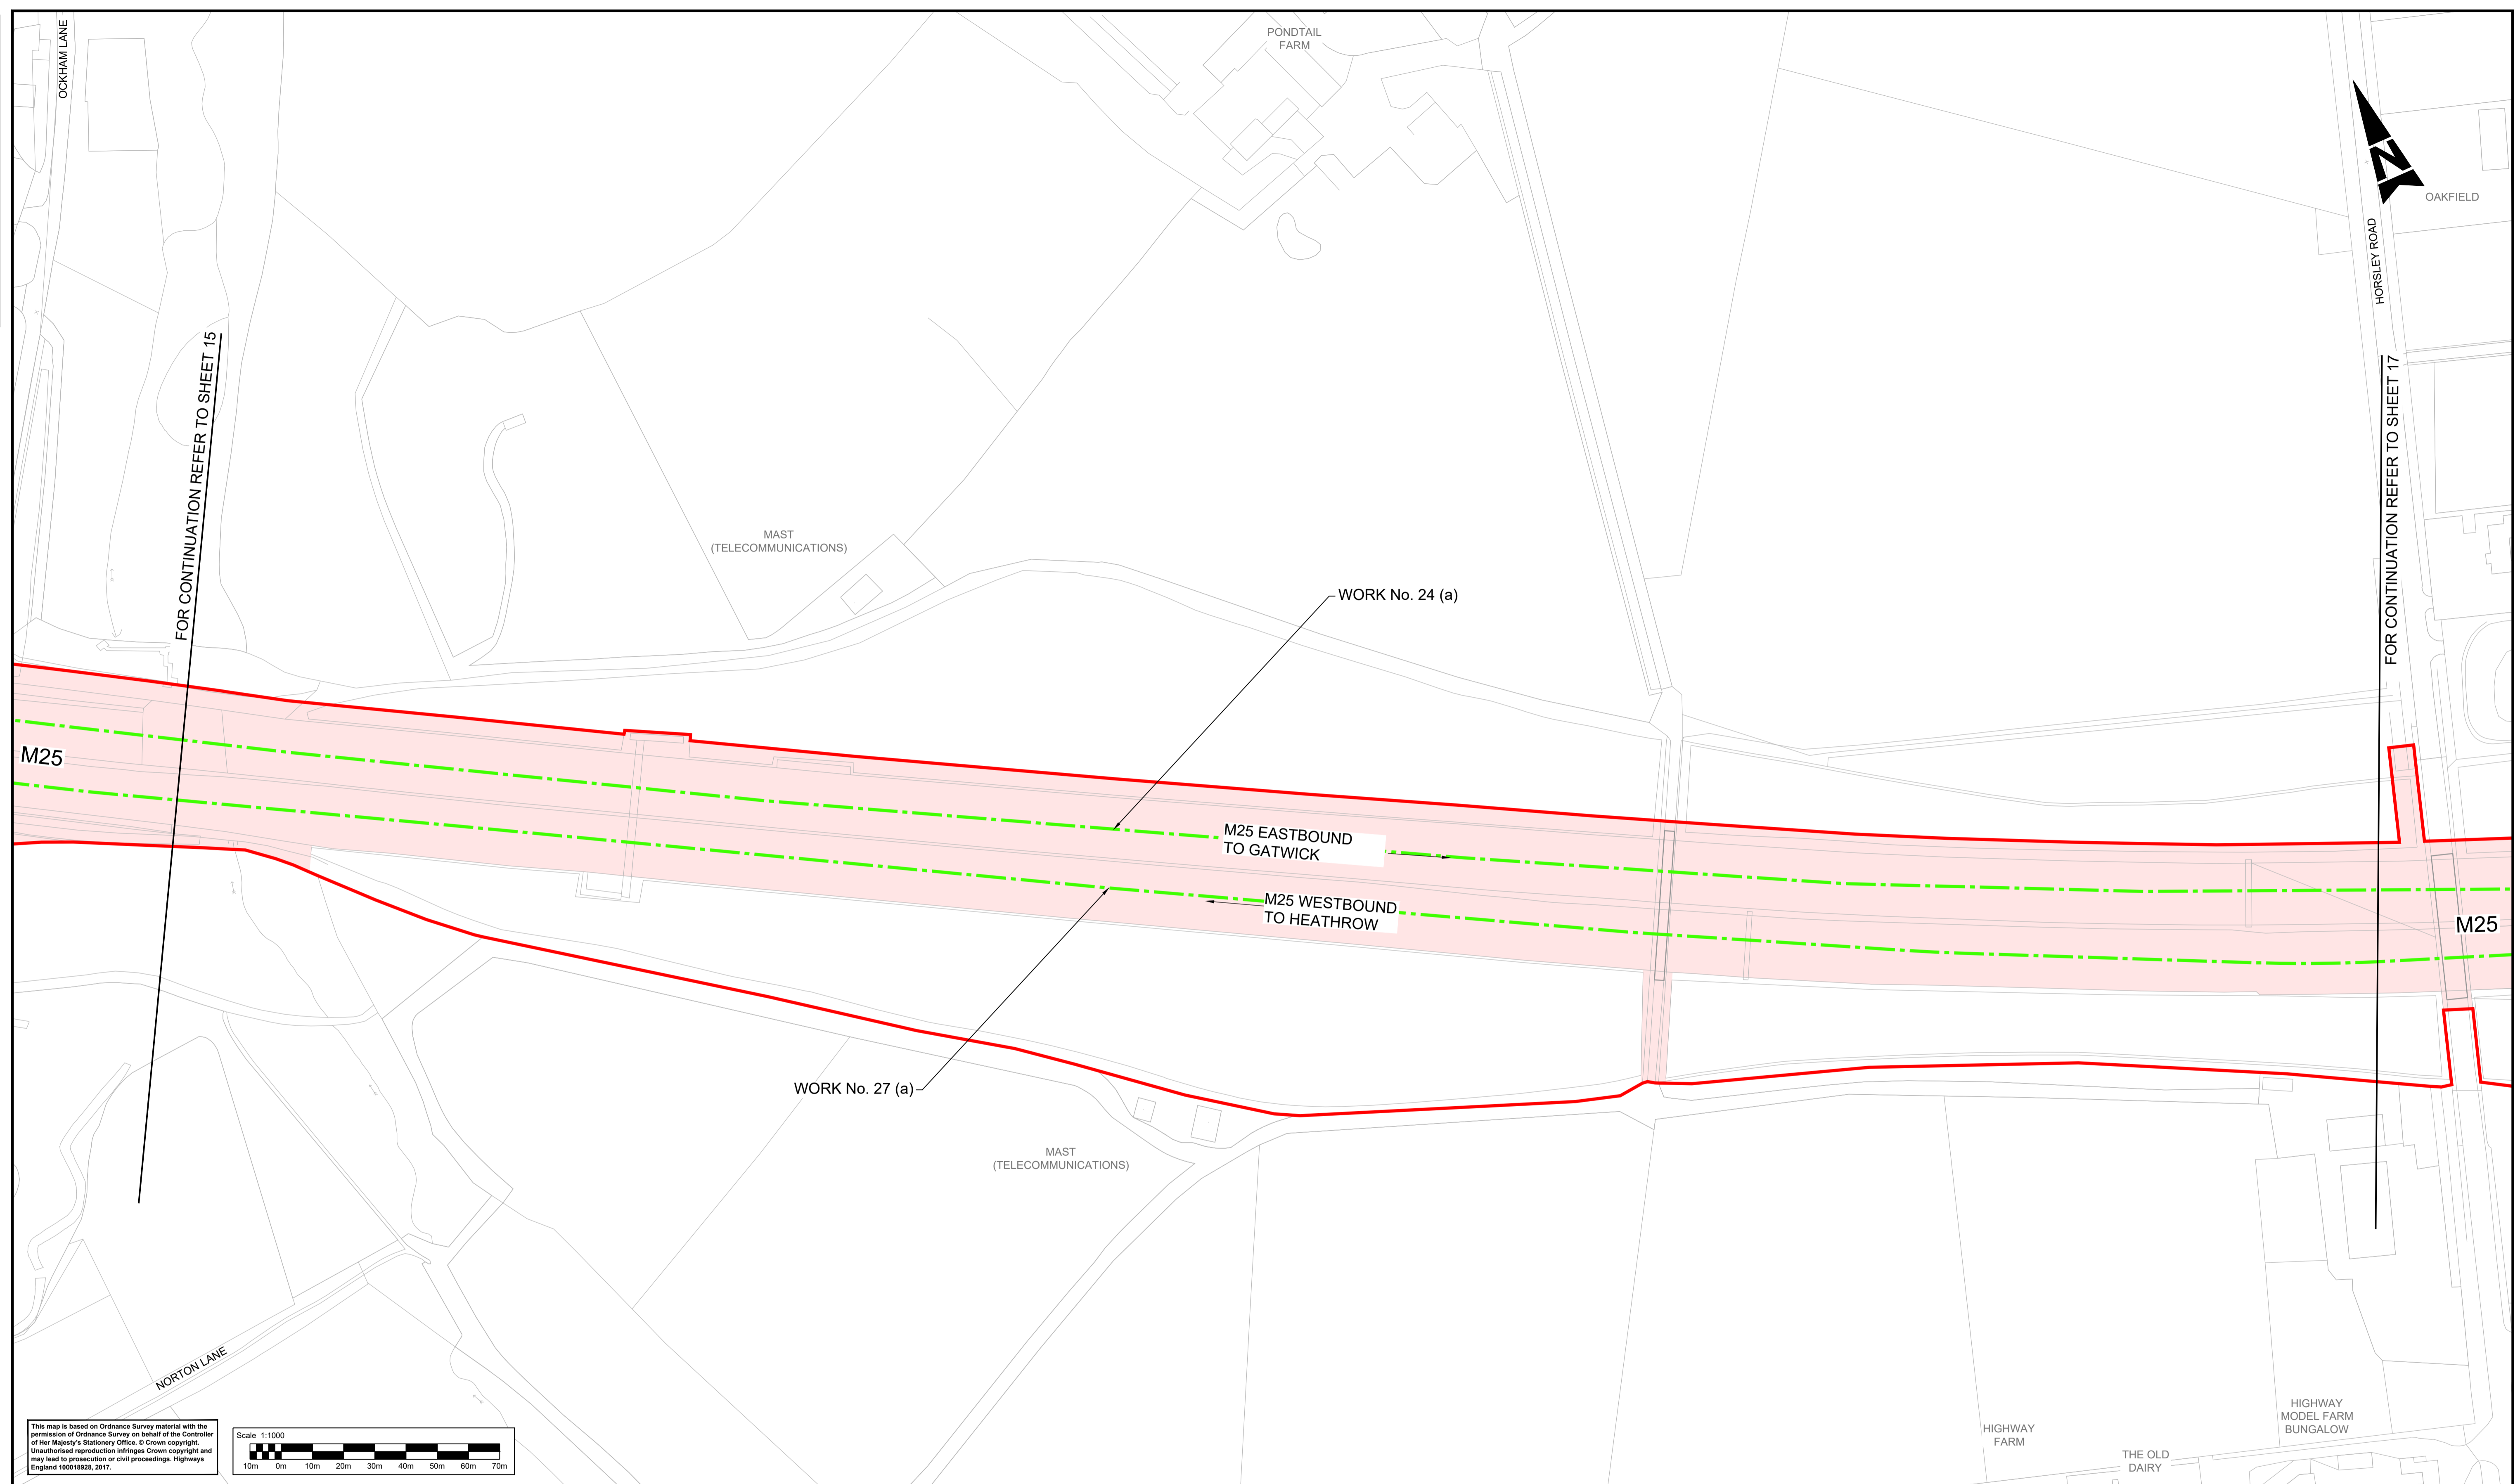 OCKHAM LANE
PONDTAIL
FARM
N
OAKFIELD
HORSLEY ROAD
FOR CONTINUATION REFER TO SHEET 15
FOR CONTINUATION REFER TO SHEET 17
MAST
(TELECOMMUNICATIONS)
WORK No. 24 (a)
M25
M25 EASTBOUND
TO GATWICK
M25 WESTBOUND
TO HEATHROW
M25
WORK No. 27 (a)
MAST
(TELECOMMUNICATIONS)
NORTON LANE
HIGHWAY
MODEL FARM
BUNGALOW
HIGHWAY
FARM
THE OLD
DAIRY
This map is based on Ordnance Survey material with the
permission of Ordnance Survey on behalf of the Controller
of Her Majesty's Stationery Office. © Crown copyright.
Unauthorised reproduction infringes Crown copyright and
may lead to prosecution or civil proceedings. Highways
England 100018928, 2017.
Scale 1:1000
10m 0m 10m 20m 30m 40m 50m 60m 70m